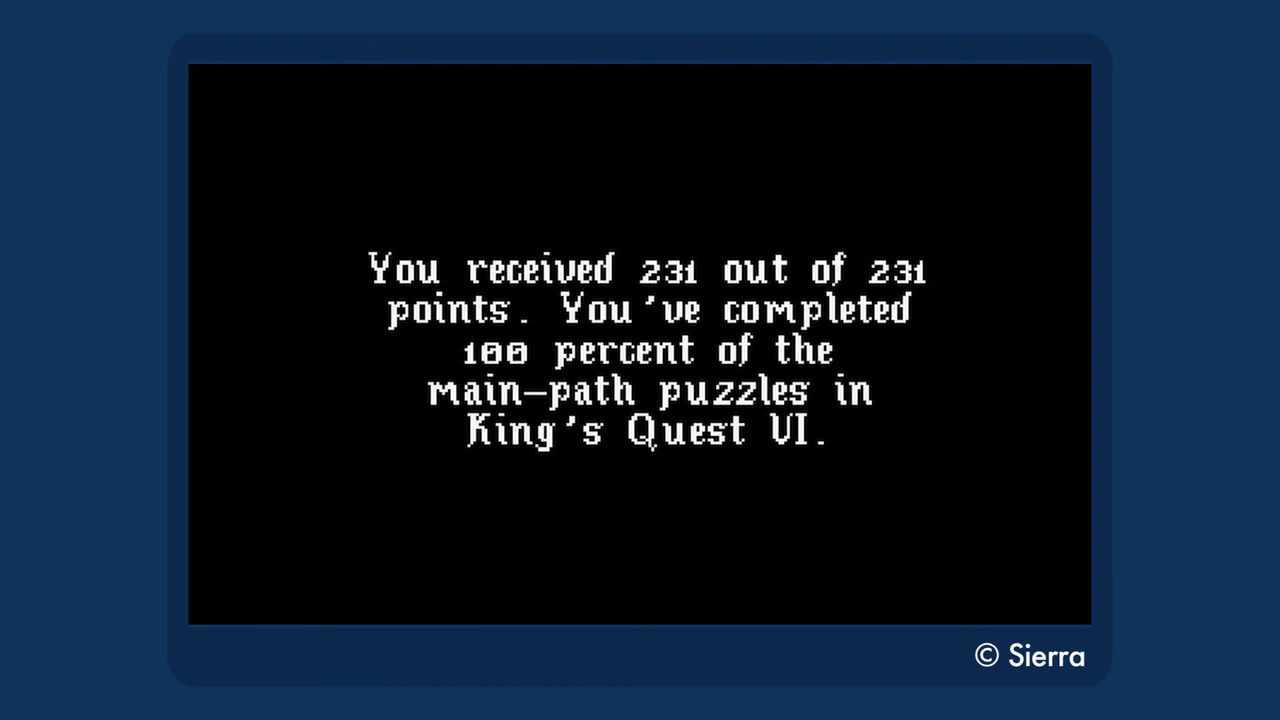 You received 231 out of 231
points. You've completed
100 percent of the
main-path puzzles in
King's Quest VI.
© Sierra